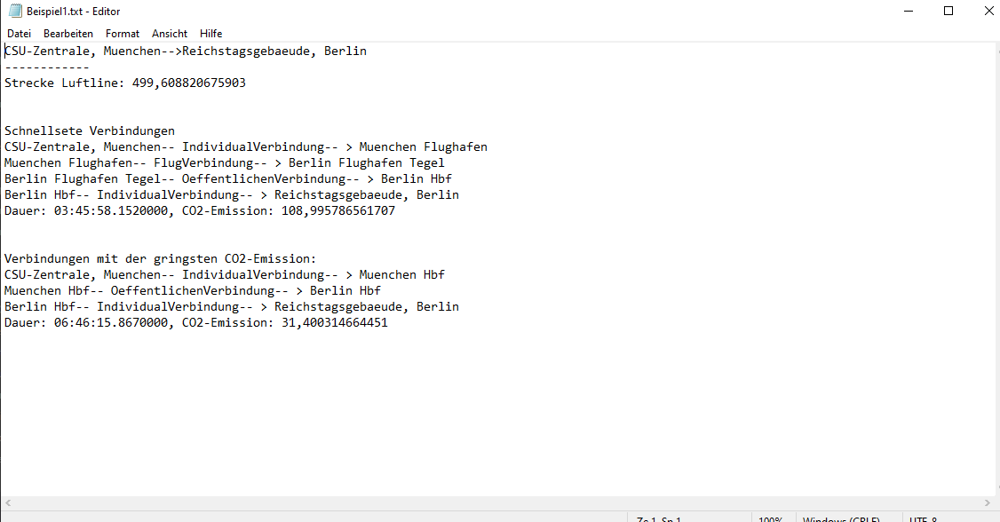 Beispiel1.txt - Editor
Datei Bearbeiten Format Ansicht Hilfe
CSU-Zentrale, Muenchen-->Reichstagsgebaeude, Berlin
------------
Strecke Luftline: 499,608820675903
Schnellsete Verbindungen
CSU-Zentrale, Muenchen-- IndividualVerbindung-- > Muenchen Flughafen
Muenchen Flughafen-- FlugVerbindung-- > Berlin Flughafen Tegel
Berlin Flughafen Tegel-- OeffentlichenVerbindung-- > Berlin Hbf
Berlin Hbf-- IndividualVerbindung-- > Reichstagsgebaeude, Berlin
Dauer: 03:45:58.1520000, CO2-Emission: 108,995786561707
Verbindungen mit der gringsten CO2-Emission:
CSU-Zentrale, Muenchen-- IndividualVerbindung-- > Muenchen Hbf
Muenchen Hbf-- OeffentlichenVerbindung-- > Berlin Hbf
Berlin Hbf-- IndividualVerbindung-- > Reichstagsgebaeude, Berlin
Dauer: 06:46:15.8670000, CO2-Emission: 31,400314664451
Ze 1, Sp 1 100% Windows (CRLF) UTF-8